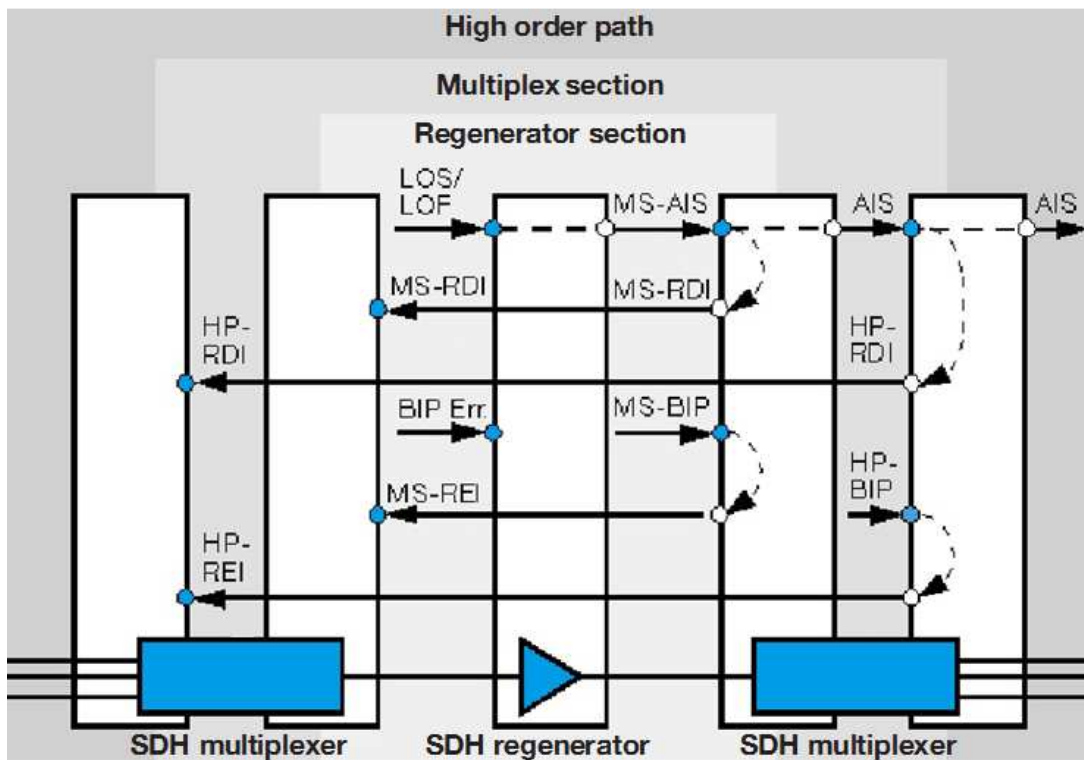 High order path
Multiplex section
Regenerator section
LOS/
LOF
MS-AIS
AIS
AIS
MS-RDI
MS-RDI
HP-
RDI
HP-
RDI
BIP Err.
MS-BIP
HP-
BIP
MS-REI
HP-
REI
SDH multiplexer
SDH regenerator
SDH multiplexer